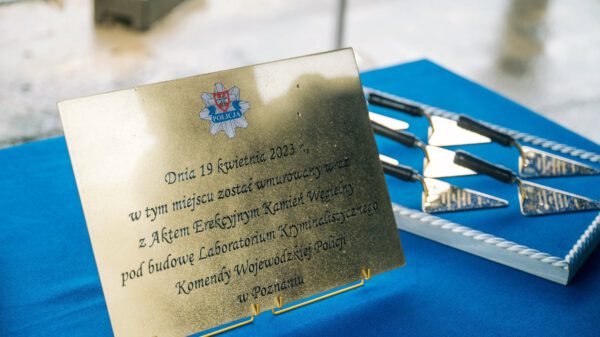 POLICJA
Dnia 19 kwietnia 2023 r.,
w tym miejscu został wmurowany wraz
z Aktem Erekcyjnym Kamień Węgielny
pod budowę Laboratorium Kryminalistycznego
Komendy Wojewódzkiej Policji
w Poznaniu